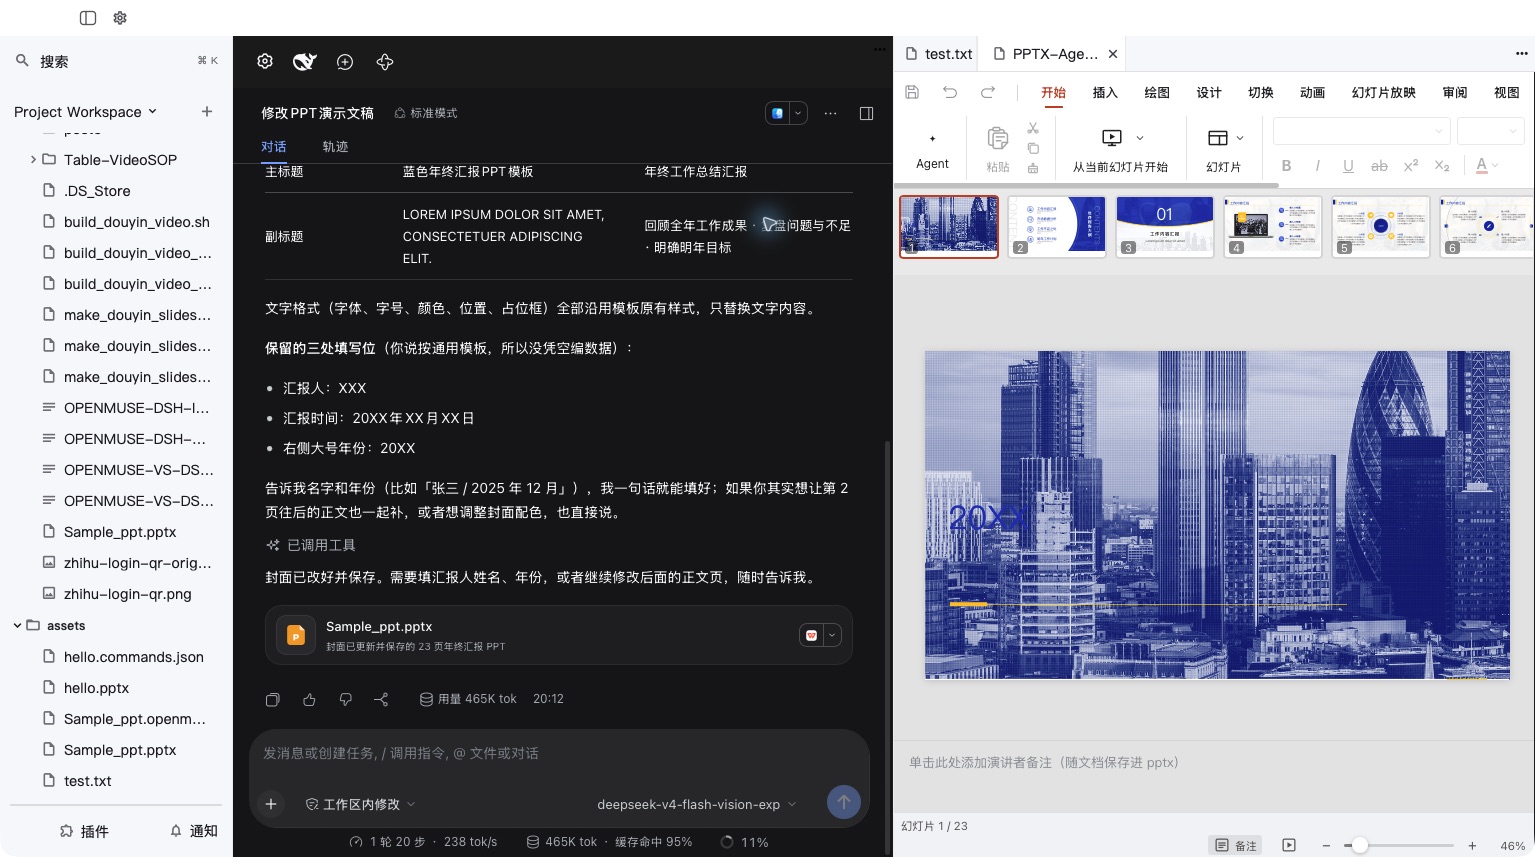 搜索
⌘ K
Project Workspace
Table-VideoSOP
.DS_Store
build_douyin_video.sh
build_douyin_video_...
build_douyin_video_...
make_douyin_slides...
make_douyin_slides...
make_douyin_slides...
OPENMUSE-DSH-I...
OPENMUSE-DSH-...
OPENMUSE-VS-DS...
OPENMUSE-VS-DS...
Sample_ppt.pptx
zhihu-login-qr-orig...
zhihu-login-qr.png
assets
hello.commands.json
hello.pptx
Sample_ppt.openm...
Sample_ppt.pptx
test.txt
插件
通知
修改 PPT 演示文稿
标准模式
对话
轨迹
主标题
蓝色年终汇报 PPT 模板
年终工作总结汇报
副标题
LOREM IPSUM DOLOR SIT AMET,
CONSECTETUER ADIPISCING
ELIT.
回顾全年工作成果 · 盘问题与不足
· 明确明年目标
文字格式（字体、字号、颜色、位置、占位框）全部沿用模板原有样式，只替换文字内容。
保留的三处填写位（你说按通用模板，所以没凭空编数据）：
汇报人：XXX
汇报时间：20XX 年 XX 月 XX 日
右侧大号年份：20XX
告诉我名字和年份（比如「张三 / 2025 年 12 月」），我一句话就能填好；如果你其实想让第 2
页往后的正文也一起补，或者想调整封面配色，也直接说。
已调用工具
封面已改好并保存。需要填汇报人姓名、年份，或者继续修改后面的正文页，随时告诉我。
Sample_ppt.pptx
封面已更新并保存的 23 页年终汇报 PPT
用量 465K tok
20:12
发消息或创建任务, / 调用指令, @ 文件或对话
工作区内修改
deepseek-v4-flash-vision-exp
1 轮 20 步 · 238 tok/s
465K tok · 缓存命中 95%
11%
test.txt
PPTX-Age...
开始
插入
绘图
设计
切换
动画
幻灯片放映
审阅
视图
Agent
粘贴
从当前幻灯片开始
幻灯片
B
I
U
ab
X²
X₂
A
1
2
01
工作内容汇报
3
4
5
6
20XX
单击此处添加演讲者备注（随文档保存进 pptx）
幻灯片 1 / 23
备注
46%